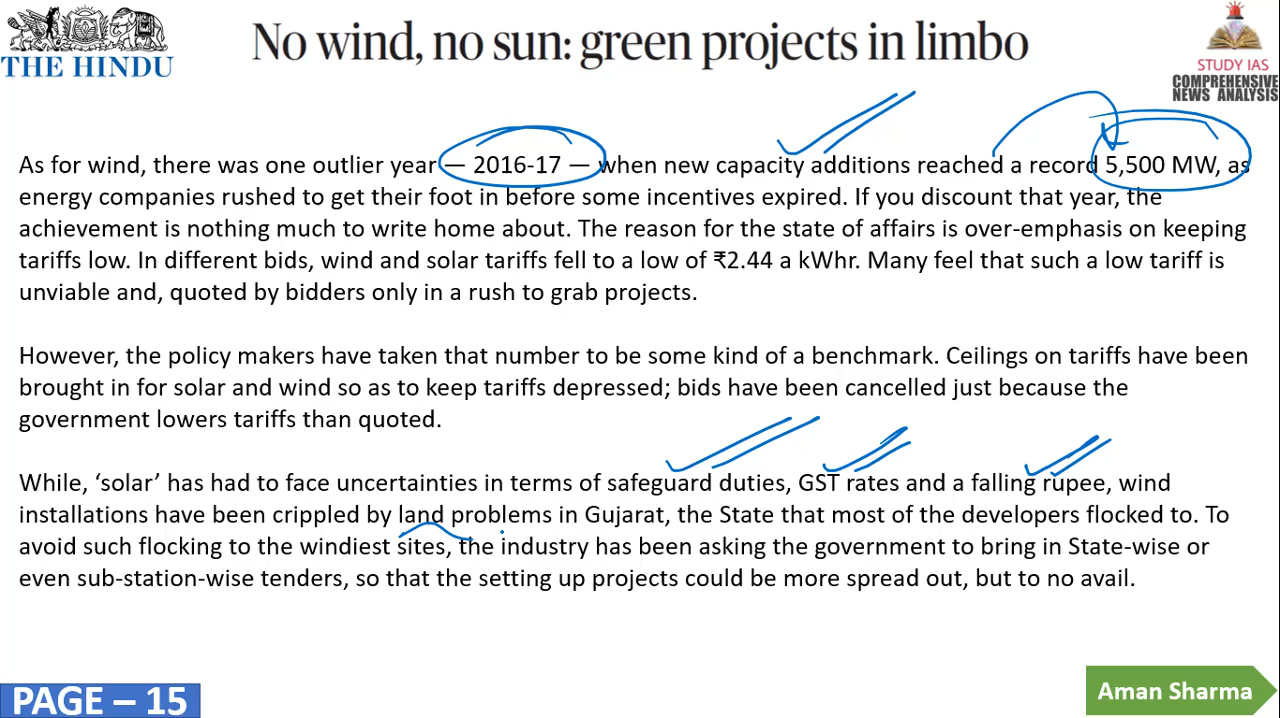 THE HINDU
No wind, no sun: green projects in limbo
STUDY IAS
COMPREHENSIVE
NEWS ANALYSIS
As for wind, there was one outlier year — 2016-17 — when new capacity additions reached a record 5,500 MW, as
energy companies rushed to get their foot in before some incentives expired. If you discount that year, the
achievement is nothing much to write home about. The reason for the state of affairs is over-emphasis on keeping
tariffs low. In different bids, wind and solar tariffs fell to a low of ₹2.44 a kWhr. Many feel that such a low tariff is
unviable and, quoted by bidders only in a rush to grab projects.
However, the policy makers have taken that number to be some kind of a benchmark. Ceilings on tariffs have been
brought in for solar and wind so as to keep tariffs depressed; bids have been cancelled just because the
government lowers tariffs than quoted.
While, ‘solar’ has had to face uncertainties in terms of safeguard duties, GST rates and a falling rupee, wind
installations have been crippled by land problems in Gujarat, the State that most of the developers flocked to. To
avoid such flocking to the windiest sites, the industry has been asking the government to bring in State-wise or
even sub-station-wise tenders, so that the setting up projects could be more spread out, but to no avail.
PAGE – 15
Aman Sharma